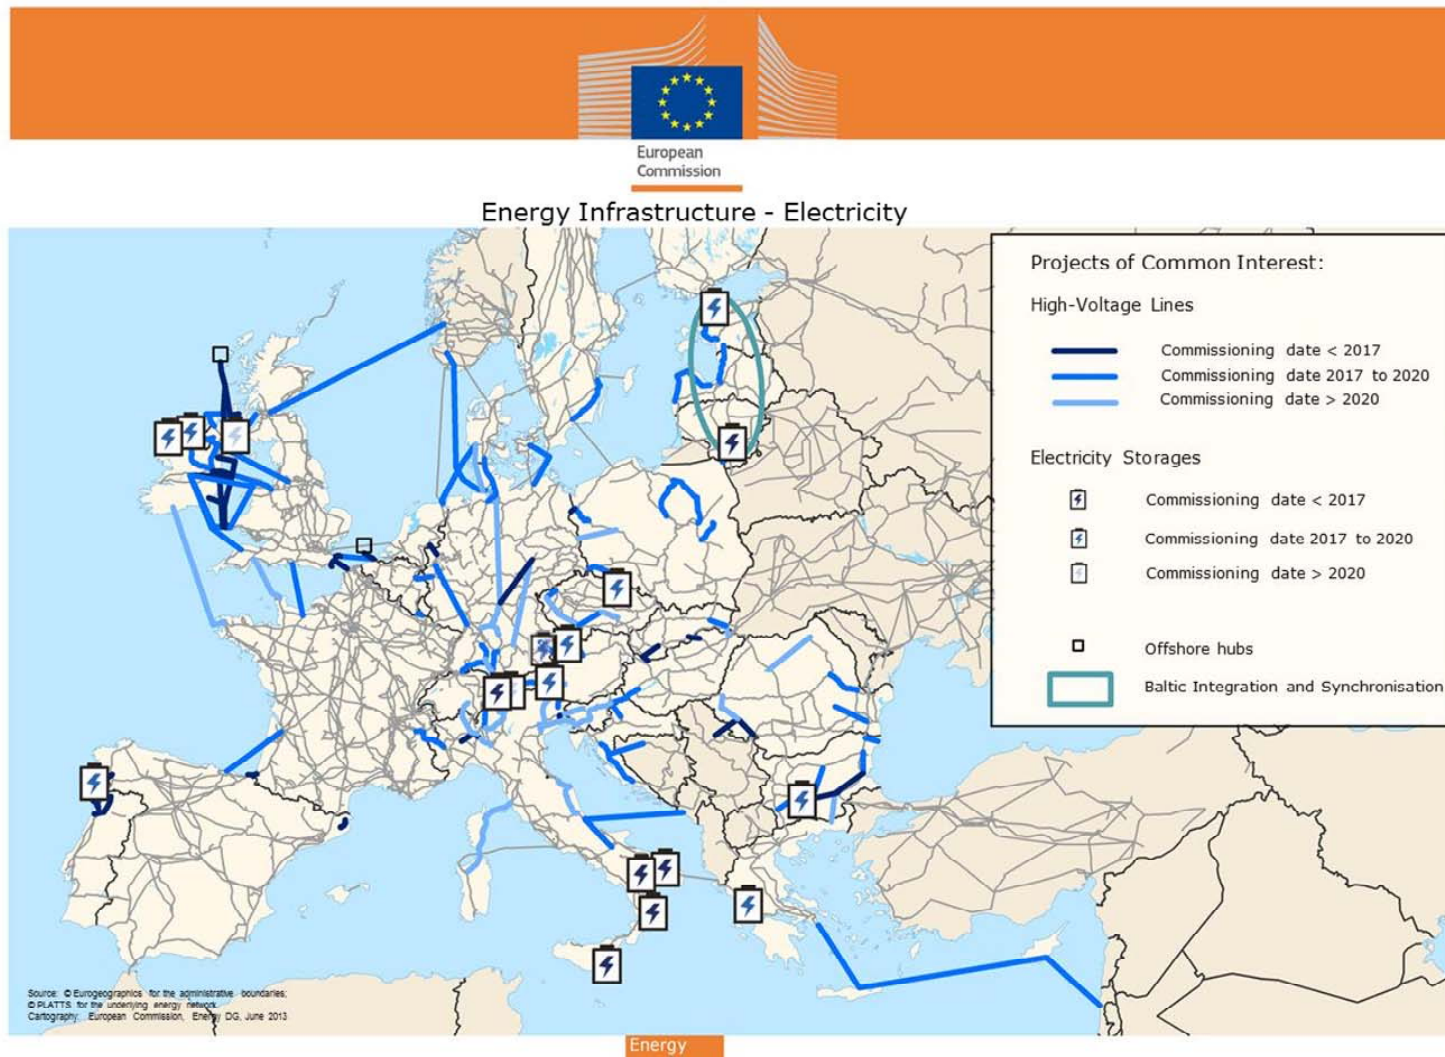 European
Commission
Energy Infrastructure - Electricity
Projects of Common Interest:
High-Voltage Lines
Commissioning date < 2017
Commissioning date 2017 to 2020
Commissioning date > 2020
Electricity Storages
Commissioning date < 2017
Commissioning date 2017 to 2020
Commissioning date > 2020
Offshore hubs
Baltic Integration and Synchronisation
Source: © Eurogeographics for the administrative boundaries;
© PLATTS for the underlying energy network
Cartography: European Commission, Energy DG, June 2013
Energy